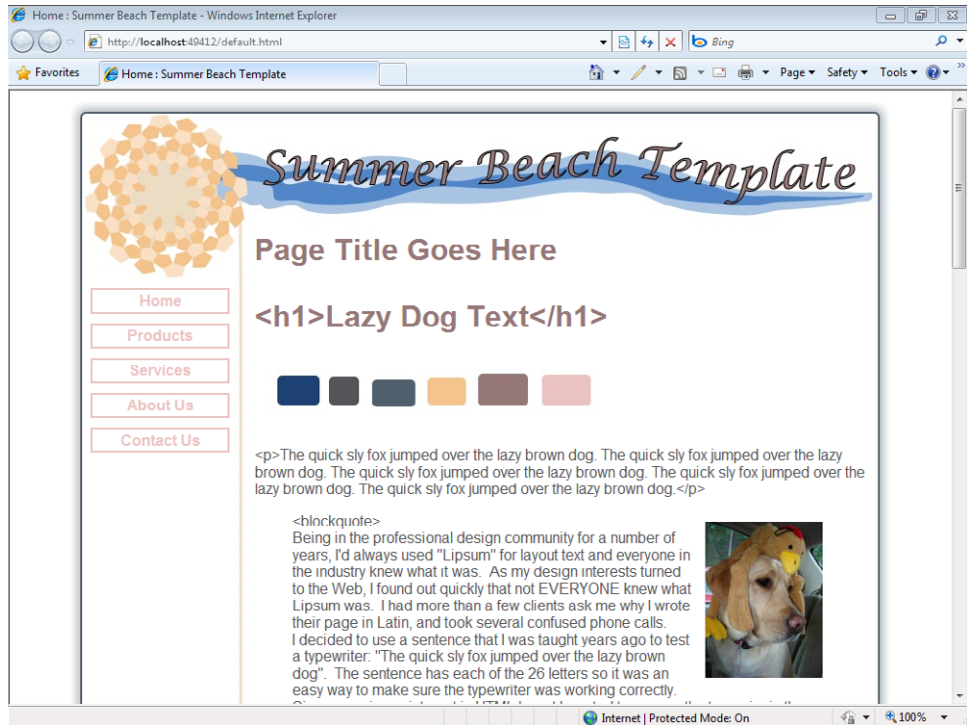 Home : Summer Beach Template - Windows Internet Explorer
http://localhost:49412/default.html
Bing
Favorites
Home : Summer Beach Template
Page
Safety
Tools
Summer Beach Template
Page Title Goes Here
<h1>Lazy Dog Text</h1>
Home
Products
Services
About Us
Contact Us
<p>The quick sly fox jumped over the lazy brown dog. The quick sly fox jumped over the lazy
brown dog. The quick sly fox jumped over the lazy brown dog. The quick sly fox jumped over the
lazy brown dog. The quick sly fox jumped over the lazy brown dog.</p>
<blockquote>
Being in the professional design community for a number of
years, I'd always used "Lipsum" for layout text and everyone in
the industry knew what it was. As my design interests turned
to the Web, I found out quickly that not EVERYONE knew what
Lipsum was. I had more than a few clients ask me why I wrote
their page in Latin, and took several confused phone calls.
I decided to use a sentence that I was taught years ago to test
a typewriter: "The quick sly fox jumped over the lazy brown
dog". The sentence has each of the 26 letters so it was an
easy way to make sure the typewriter was working correctly.
Internet | Protected Mode: On
100%